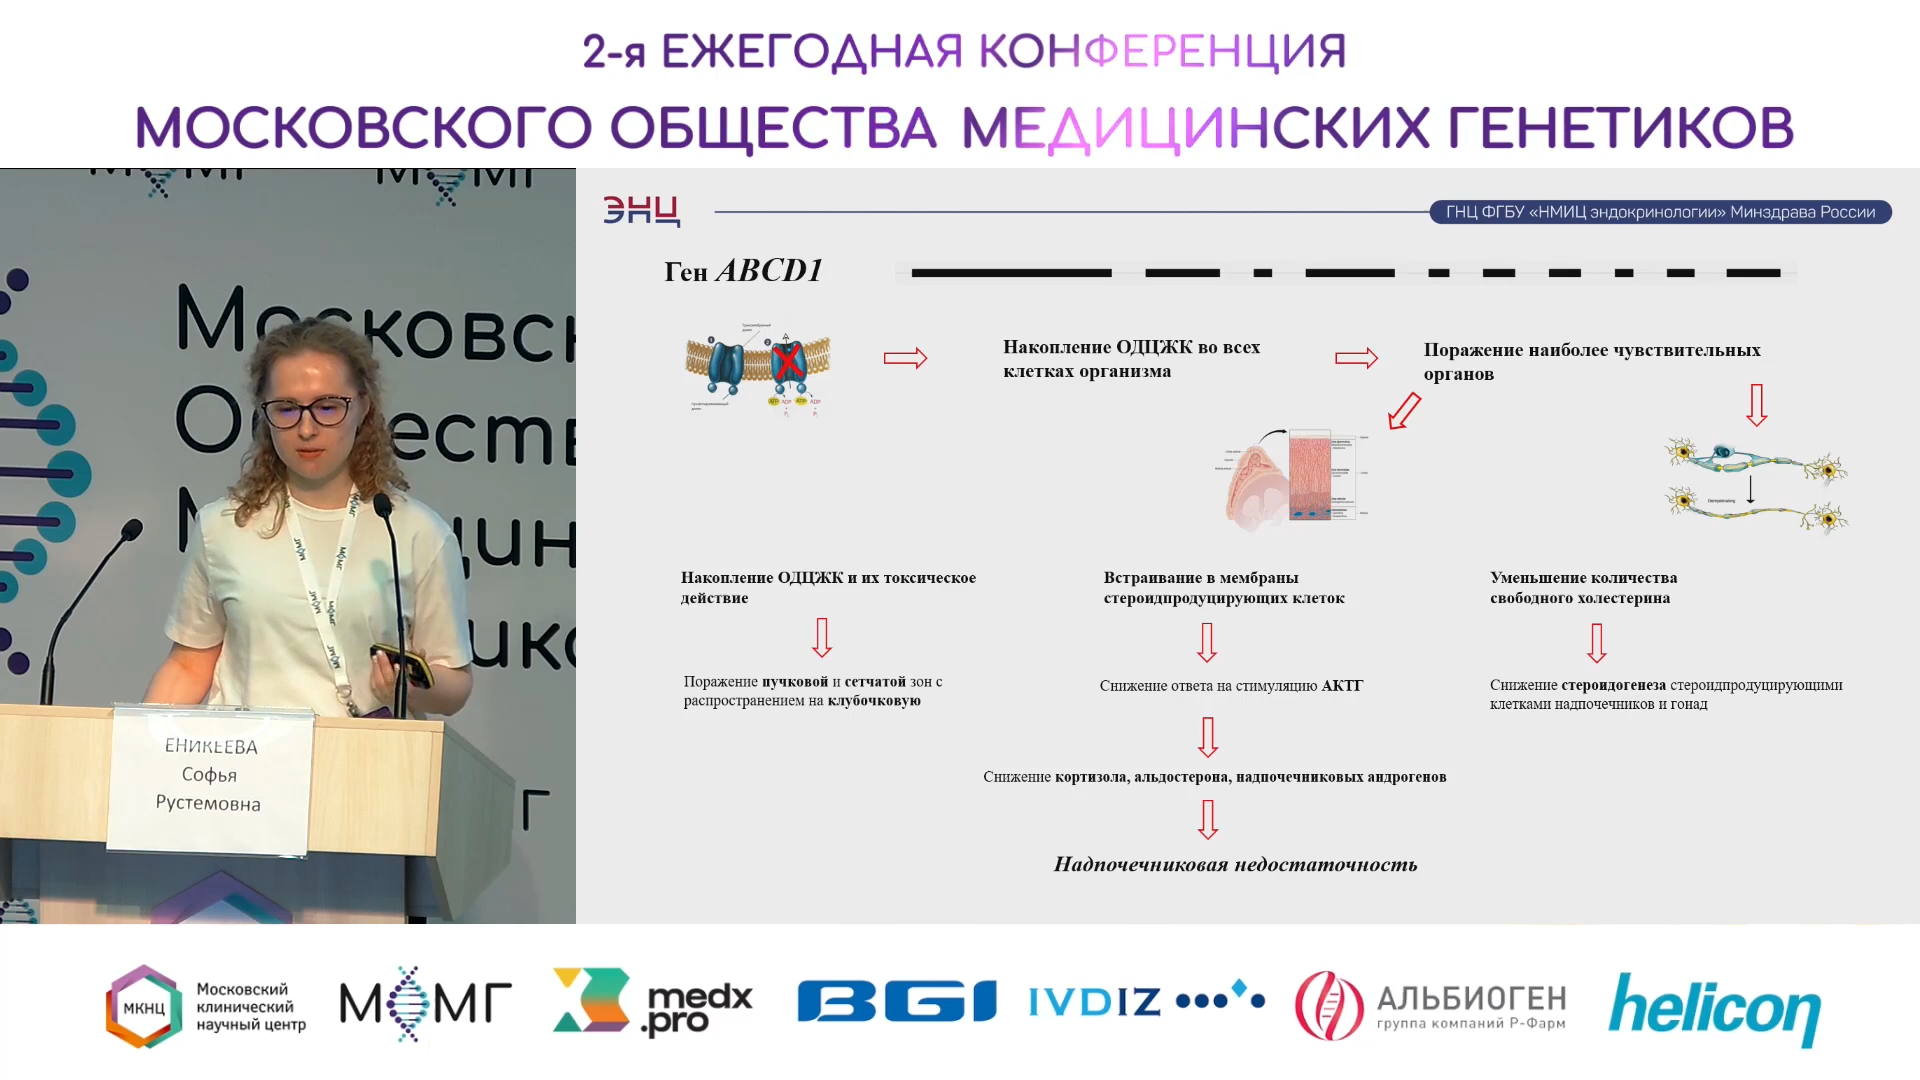 2-я ЕЖЕГОДНАЯ КОНФЕРЕНЦИЯ
МОСКОВСКОГО ОБЩЕСТВА МЕДИЦИНСКИХ ГЕНЕТИКОВ
ЭНЦ
ГНЦ ФГБУ «НМИЦ эндокринологии» Минздрава России
Ген ABCD1
Накопление ОДЦЖК во всех
клетках организма
Поражение наиболее чувствительных
органов
Накопление ОДЦЖК и их токсическое
действие
Встраивание в мембраны
стероидпродуцирующих клеток
Уменьшение количества
свободного холестерина
Поражение пучковой и сетчатой зон с
распространением на клубочковую
Снижение ответа на стимуляцию АКТГ
Снижение стероидогенеза стероидпродуцирующими
клетками надпочечников и гонад
Снижение кортизола, альдостерона, надпочечниковых андрогенов
Надпочечниковая недостаточность
ЕНИКЕЕВА
Софья
Рустемовна
МКНЦ
Московский
клинический
научный центр
МОМГ
medx
.pro
BGI
IVDIZ
АЛЬБИОГЕН
группа компаний Р-Фарм
helicon